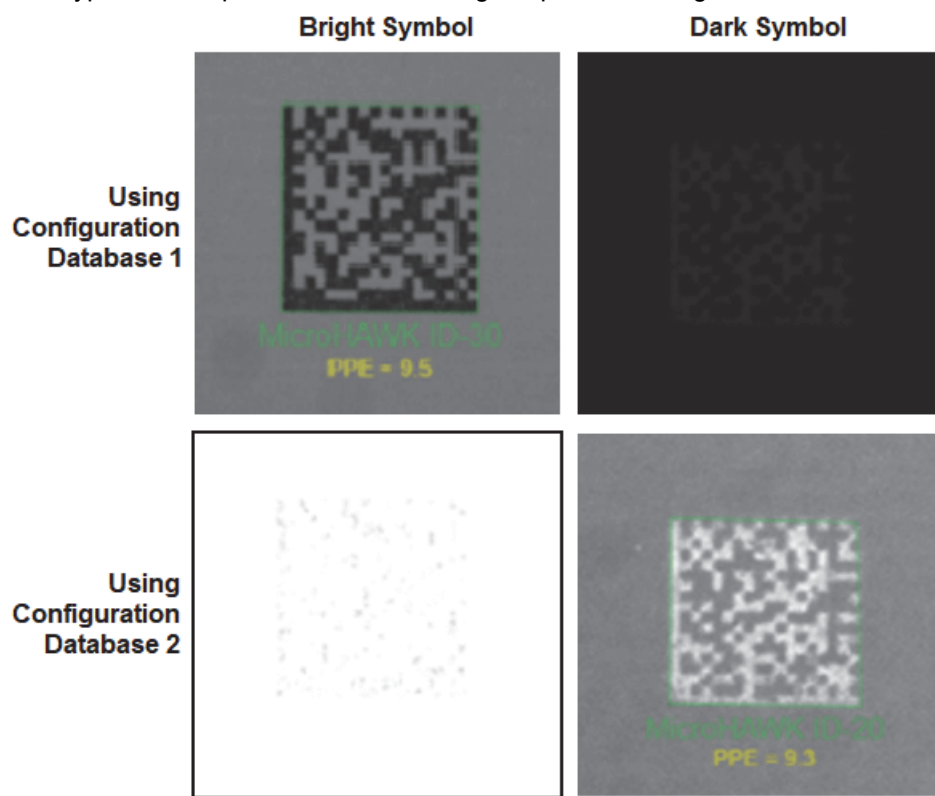 Bright Symbol
Dark Symbol
Using
Configuration
Database 1
MicroHAWK ID-30
PPE = 9.5
Using
Configuration
Database 2
MicroHAWK ID-20
PPE = 9.3